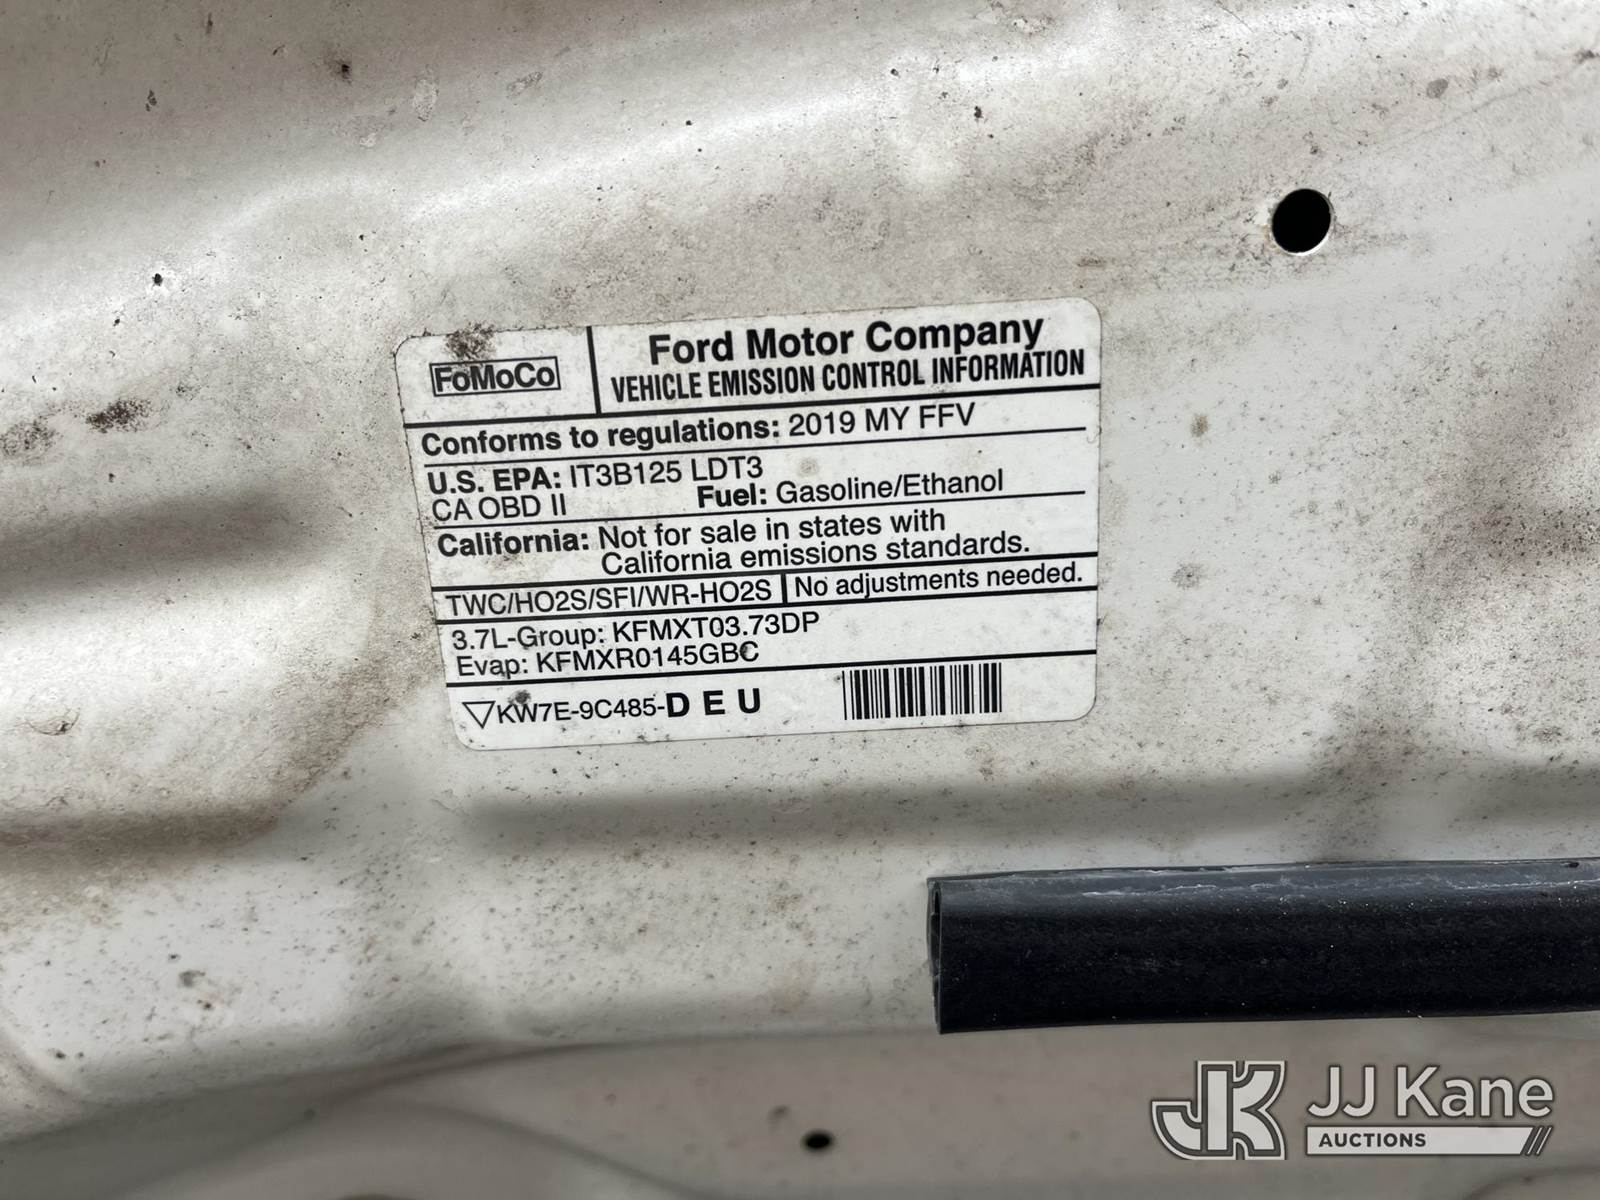 FoMoCo
Ford Motor Company
VEHICLE EMISSION CONTROL INFORMATION
Conforms to regulations: 2019 MY FFV
U.S. EPA: IT3B125 LDT3
CA OBD II Fuel: Gasoline/Ethanol
California: Not for sale in states with
California emissions standards.
TWC/HO2S/SFI/WR-HO2S No adjustments needed.
3.7L-Group: KFMXT03.73DP
Evap: KFMXR0145GBC
KW7E-9C485-DEU
JK JJ Kane
AUCTIONS